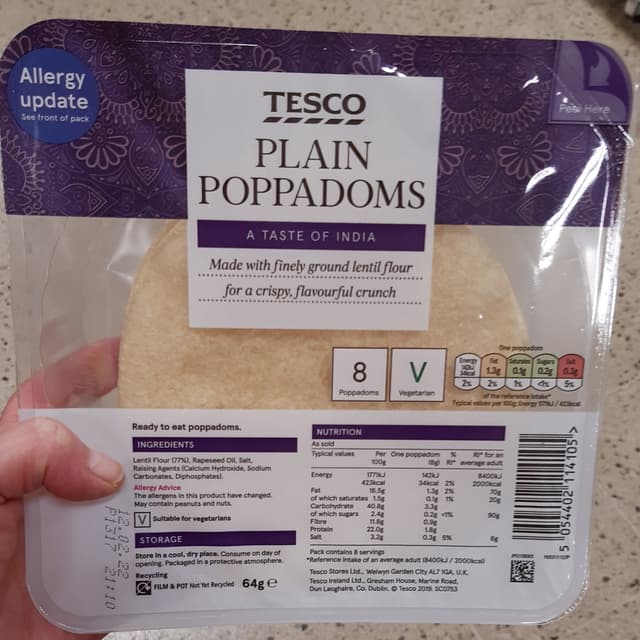 Allergy
update
See front of pack
Peel Here
TESCO
PLAIN
POPPADOMS
A TASTE OF INDIA
Made with finely ground lentil flour
for a crispy, flavourful crunch
8
Poppadoms
V
Vegetarian
One poppadom
Energy Fat Saturates Sugars Salt
142kJ 34kcal 1.3g 0.1g 0.2g 0.3g
2% 2% 1% <1% 5%
of the reference intake*
Typical values per 100g: Energy 1771kJ / 423kcal
Ready to eat poppadoms.
INGREDIENTS
Lentil Flour (77%), Rapeseed Oil, Salt,
Raising Agents (Calcium Hydroxide, Sodium
Carbonates, Diphosphates).
Allergy Advice
The allergens in this product have changed.
May contain peanuts and nuts.
V Suitable for vegetarians
STORAGE
Store in a cool, dry place. Consume on day of
opening. Packaged in a protective atmosphere.
Recycling
FILM & POT Not Yet Recycled 64g e
NUTRITION
As sold
Typical values Per 100g One poppadom (8g) % RI* RI* for an average adult
Energy 1771kJ 142kJ 8400kJ
423kcal 34kcal 2% 2000kcal
Fat 16.5g 1.3g 2% 70g
of which saturates 1.5g 0.1g 1% 20g
Carbohydrate 40.8g 3.3g
of which sugars 2.4g 0.2g <1% 90g
Fibre 11.8g 0.9g
Protein 22.0g 1.8g
Salt 3.2g 0.3g 5% 6g
Pack contains 8 servings
*Reference intake of an average adult (8400kJ / 2000kcal)
Tesco Stores Ltd., Welwyn Garden City AL7 1GA, U.K.
Tesco Ireland Ltd., Gresham House, Marine Road,
Dun Laoghaire, Co. Dublin. © Tesco 2019. SC0753
5 054402 114105 >
02 02 22
P1517 21:10